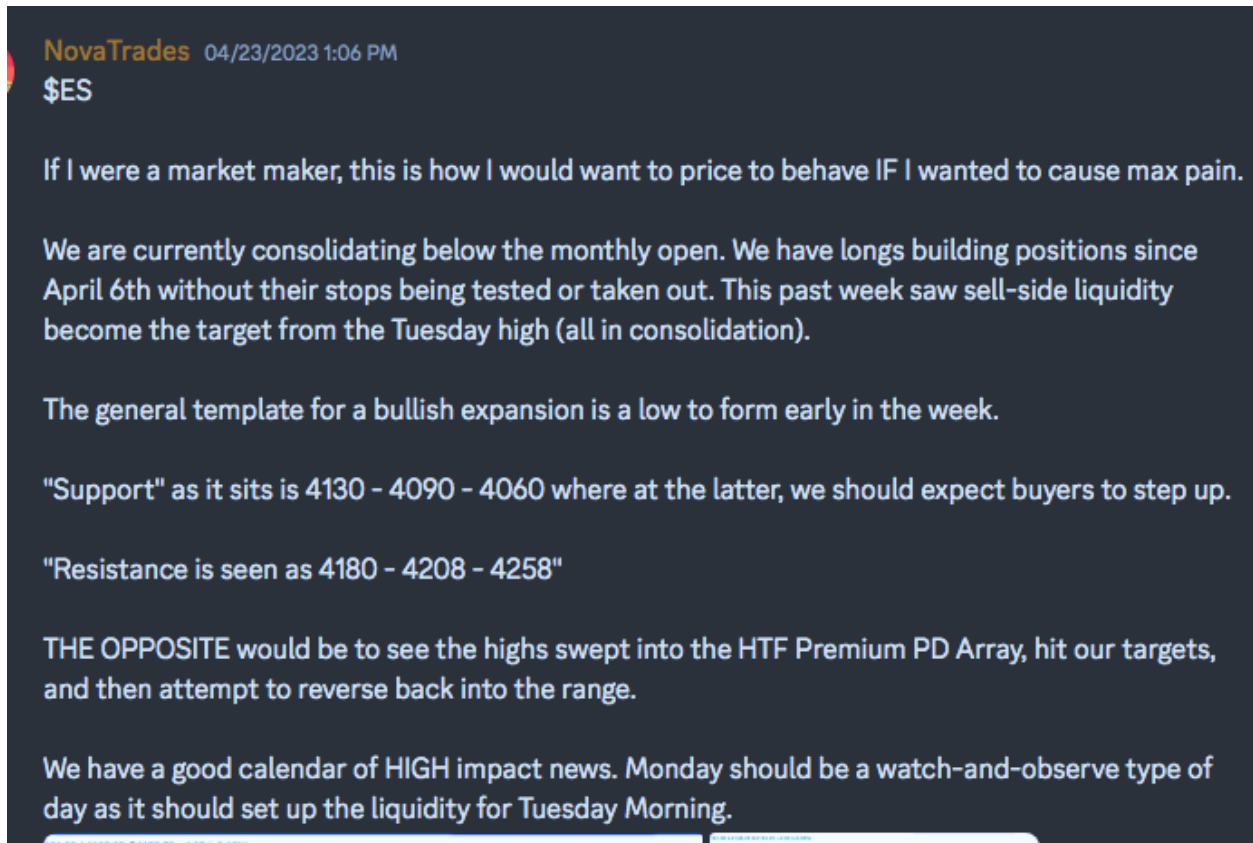 NovaTrades 04/23/2023 1:06 PM
$ES
If I were a market maker, this is how I would want to price to behave IF I wanted to cause max pain.
We are currently consolidating below the monthly open. We have longs building positions since
April 6th without their stops being tested or taken out. This past week saw sell-side liquidity
become the target from the Tuesday high (all in consolidation).
The general template for a bullish expansion is a low to form early in the week.
"Support" as it sits is 4130 - 4090 - 4060 where at the latter, we should expect buyers to step up.
"Resistance is seen as 4180 - 4208 - 4258"
THE OPPOSITE would be to see the highs swept into the HTF Premium PD Array, hit our targets,
and then attempt to reverse back into the range.
We have a good calendar of HIGH impact news. Monday should be a watch-and-observe type of
day as it should set up the liquidity for Tuesday Morning.